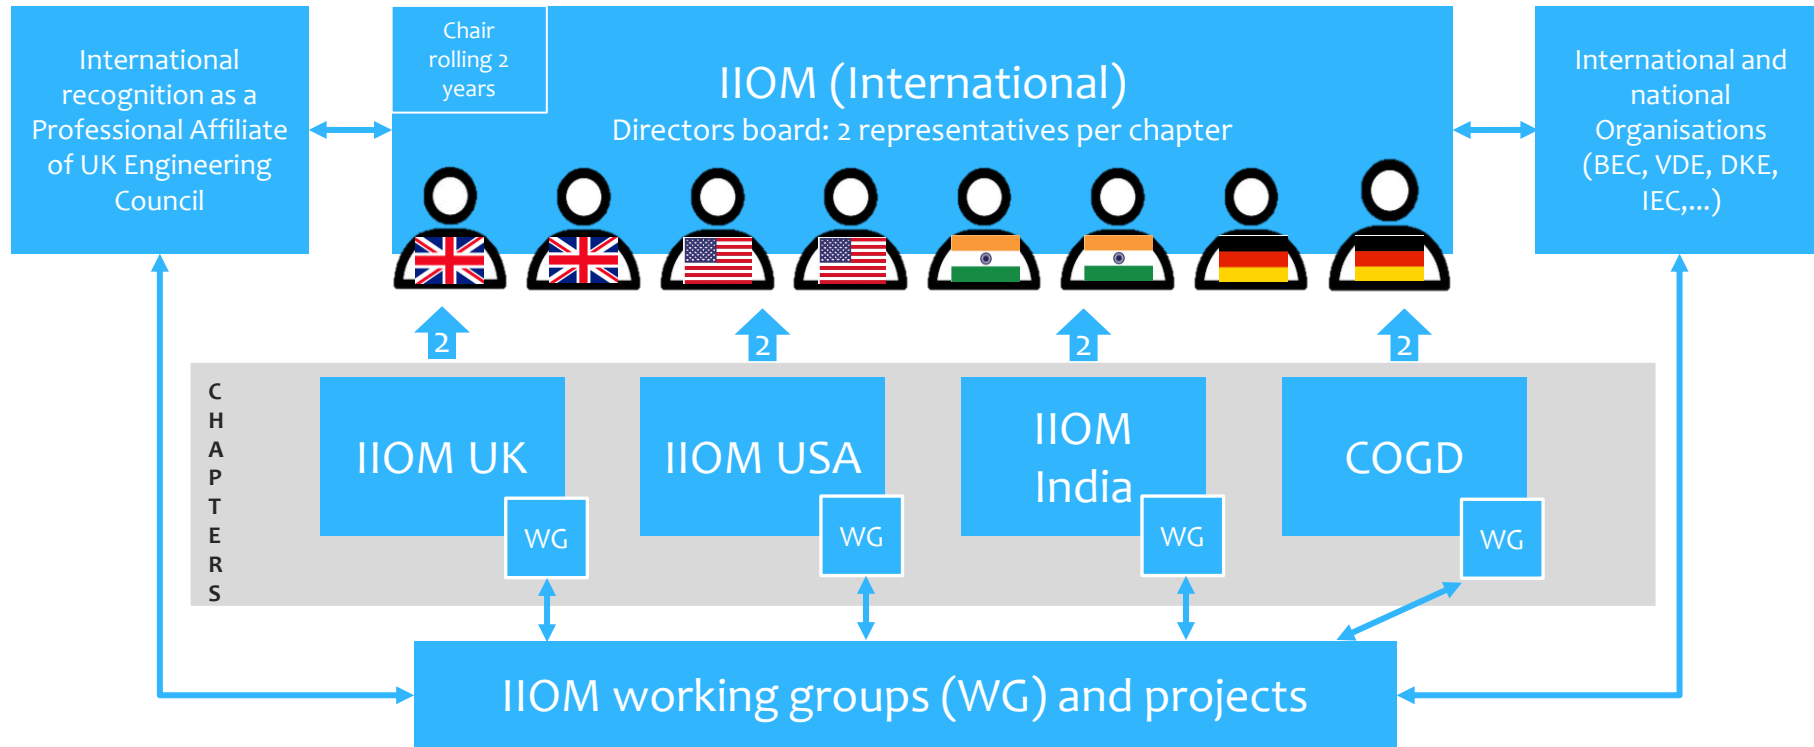 International
recognition as a
Professional Affiliate
of UK Engineering
Council
Chair
rolling 2
years
IIOM (International)
Directors board: 2 representatives per chapter
International and
national
Organisations
(BEC, VDE, DKE,
IEC,...)
2
2
2
2
CHAPTERS
IIOM UK
WG
IIOM USA
WG
IIOM
India
WG
COGD
WG
IIOM working groups (WG) and projects